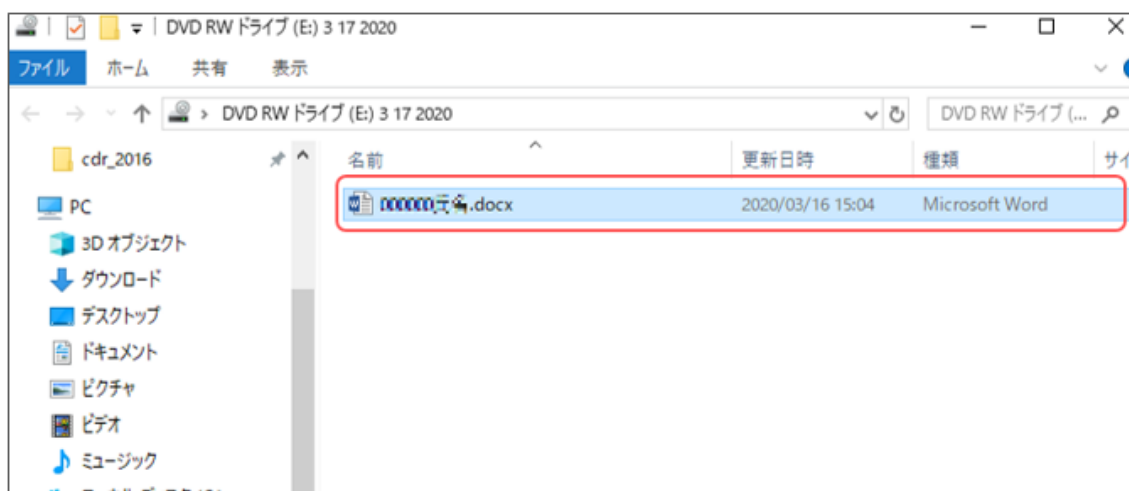 DVD RW ドライブ (E:) 3 17 2020
ファイル ホーム 共有 表示
DVD RW ドライブ (E:) 3 17 2020 DVD RW ドライブ (...
cdr_2016 名前 更新日時 種類
.docx 2020/03/16 15:04 Microsoft Word
PC
3D オブジェクト
ダウンロード
デスクトップ
ドキュメント
ピクチャ
ビデオ
ミュージック